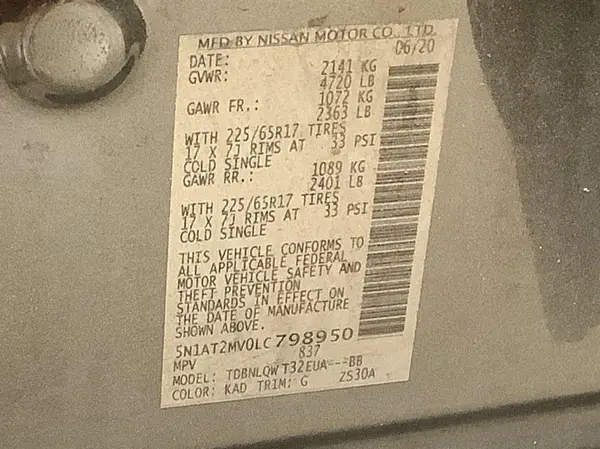 MFD BY NISSAN MOTOR CO., LTD.
DATE: 06/20
GVWR: 2141 KG
4720 LB
GAWR FR.: 1072 KG
2363 LB
WITH 225/65R17 TIRES
17 X 7J RIMS AT 33 PSI
COLD SINGLE
GAWR RR.: 1089 KG
2401 LB
WITH 225/65R17 TIRES
17 X 7J RIMS AT 33 PSI
COLD SINGLE
THIS VEHICLE CONFORMS TO
ALL APPLICABLE FEDERAL
MOTOR VEHICLE SAFETY AND
THEFT PREVENTION
STANDARDS IN EFFECT ON
THE DATE OF MANUFACTURE
SHOWN ABOVE.
5N1AT2MV0LC798950
MPV 837
MODEL: TDBNLQWT32EUA---BB
COLOR: KAD TRIM: G ZS30A